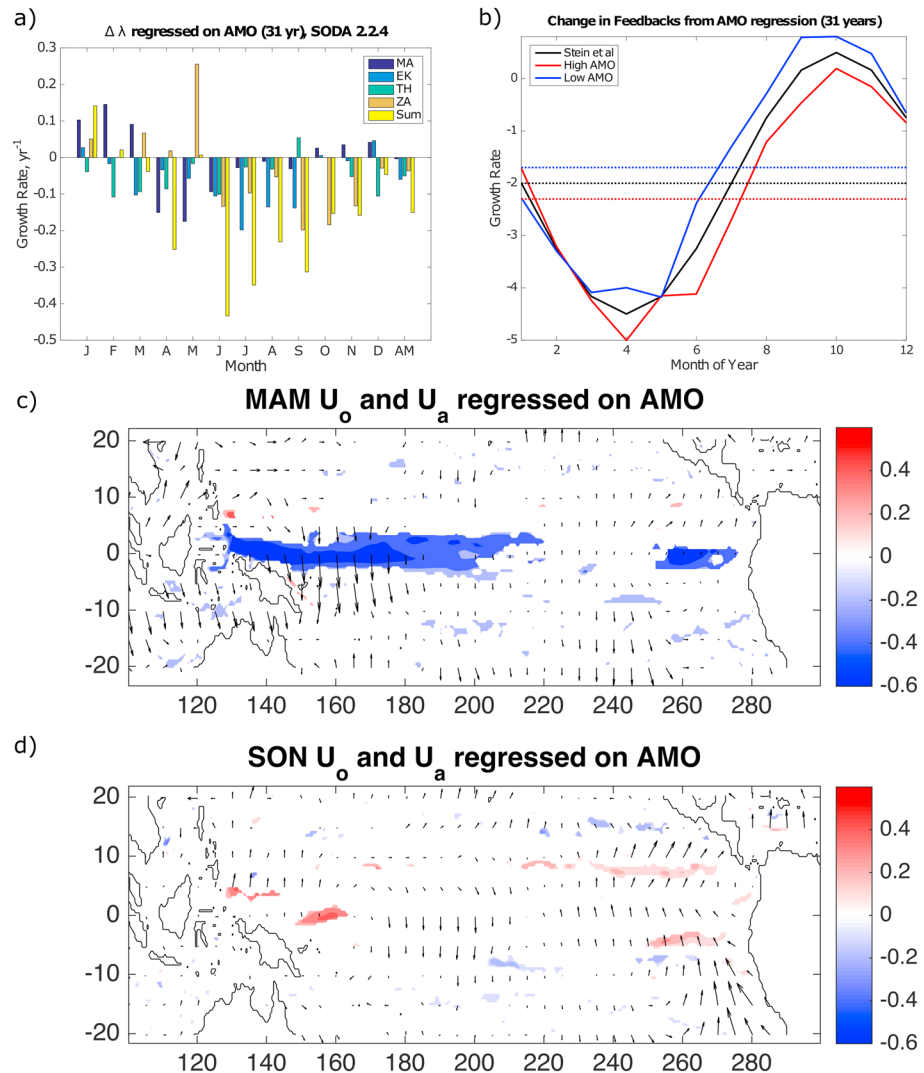 a)
Δ λ regressed on AMO (31 yr), SODA 2.2.4
0.3
0.2
0.1
0
-0.1
-0.2
-0.3
-0.4
-0.5
Growth Rate, yr-1
MA
EK
TH
ZA
Sum
J F M A M J J A S O N D AM
Month
b)
Change in Feedbacks from AMO regression (31 years)
0
-1
-2
-3
-4
-5
Growth Rate
Stein et al
High AMO
Low AMO
2 4 6 8 10 12
Month of Year
c)
MAM Uo and Ua regressed on AMO
20
10
0
-10
-20
120 140 160 180 200 220 240 260 280
0.4
0.2
0
-0.2
-0.4
-0.6
d)
SON Uo and Ua regressed on AMO
20
10
0
-10
-20
120 140 160 180 200 220 240 260 280
0.4
0.2
0
-0.2
-0.4
-0.6